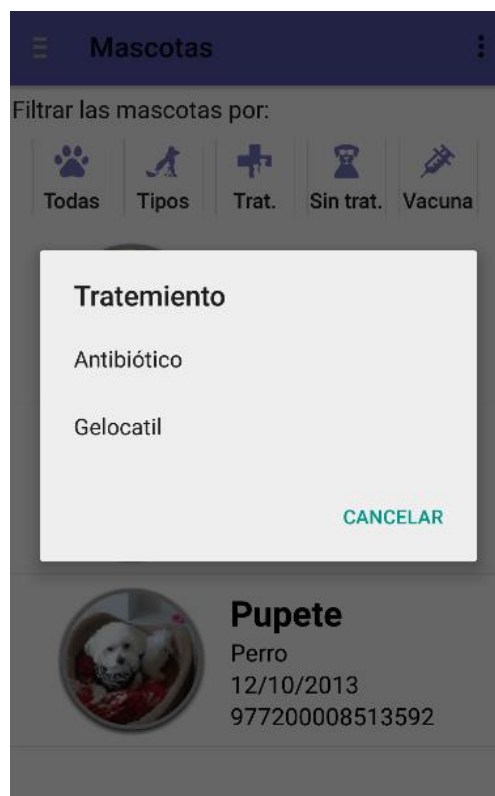 Mascotas
Filtrar las mascotas por:
Todas Tipos Trat. Sin trat. Vacuna
Tratemiento
Antibiótico
Gelocatil
CANCELAR
Pupete
Perro
12/10/2013
977200008513592